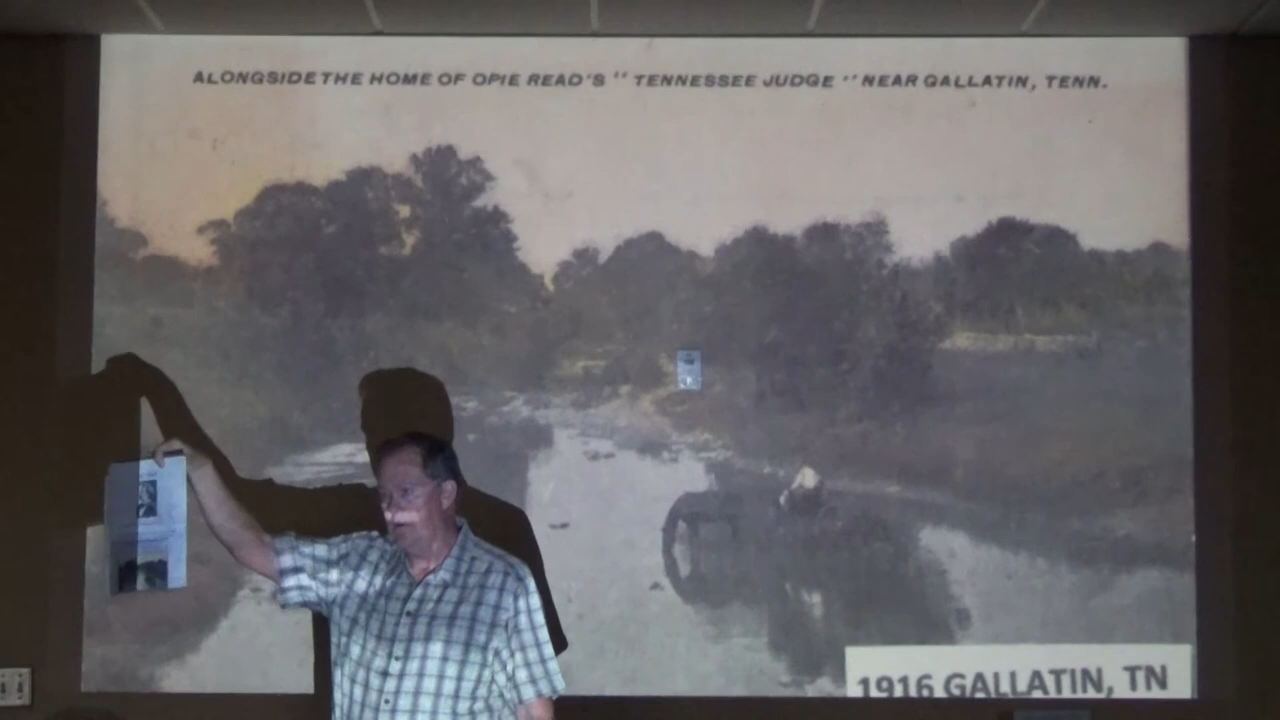 ALONGSIDE THE HOME OF OPIE READ'S "TENNESSEE JUDGE" NEAR GALLATIN, TENN.
1916 GALLATIN, TN